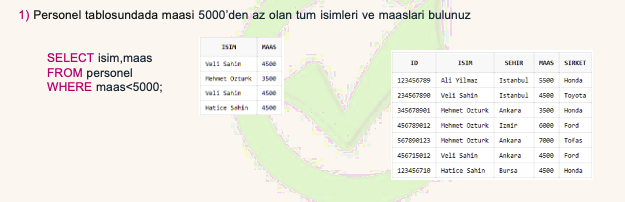 1) Personel tablosundada maasi 5000'den az olan tum isimleri ve maaslari bulunuz
SELECT isim,maas
FROM personel
WHERE maas<5000;
ISIM MAAS
Veli Sahin 4500
Mehmet Ozturk 3500
Veli Sahin 4500
Hatice Sahin 4500
ID ISIM SEHIR MAAS SIRKET
123456789 Ali Yilmaz Istanbul 5500 Honda
234567890 Veli Sahin Istanbul 4500 Toyota
345678901 Mehmet Ozturk Ankara 3500 Honda
456789012 Mehmet Ozturk Izmir 6000 Ford
567890123 Mehmet Ozturk Ankara 7000 Tofas
456715012 Veli Sahin Ankara 4500 Ford
123456710 Hatice Sahin Bursa 4500 Honda